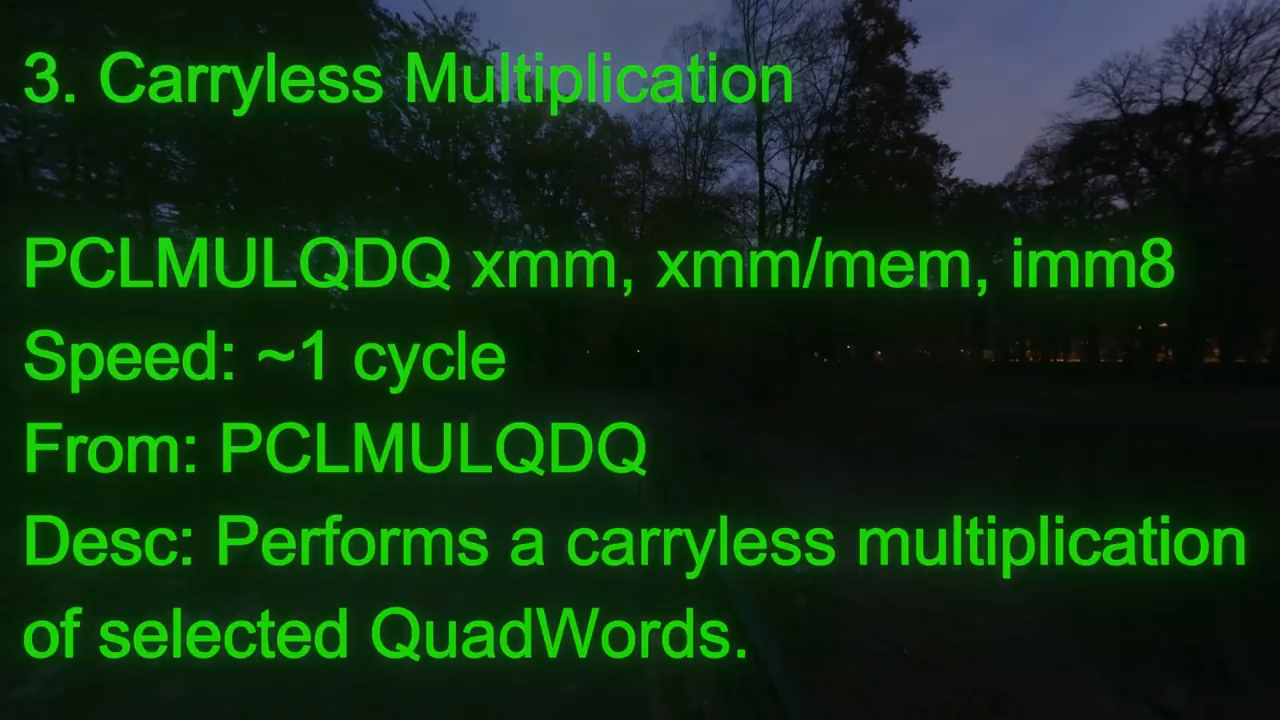 3. Carryless Multiplication
PCLMULQDQ xmm, xmm/mem, imm8
Speed: ~1 cycle
From: PCLMULQDQ
Desc: Performs a carryless multiplication
of selected QuadWords.